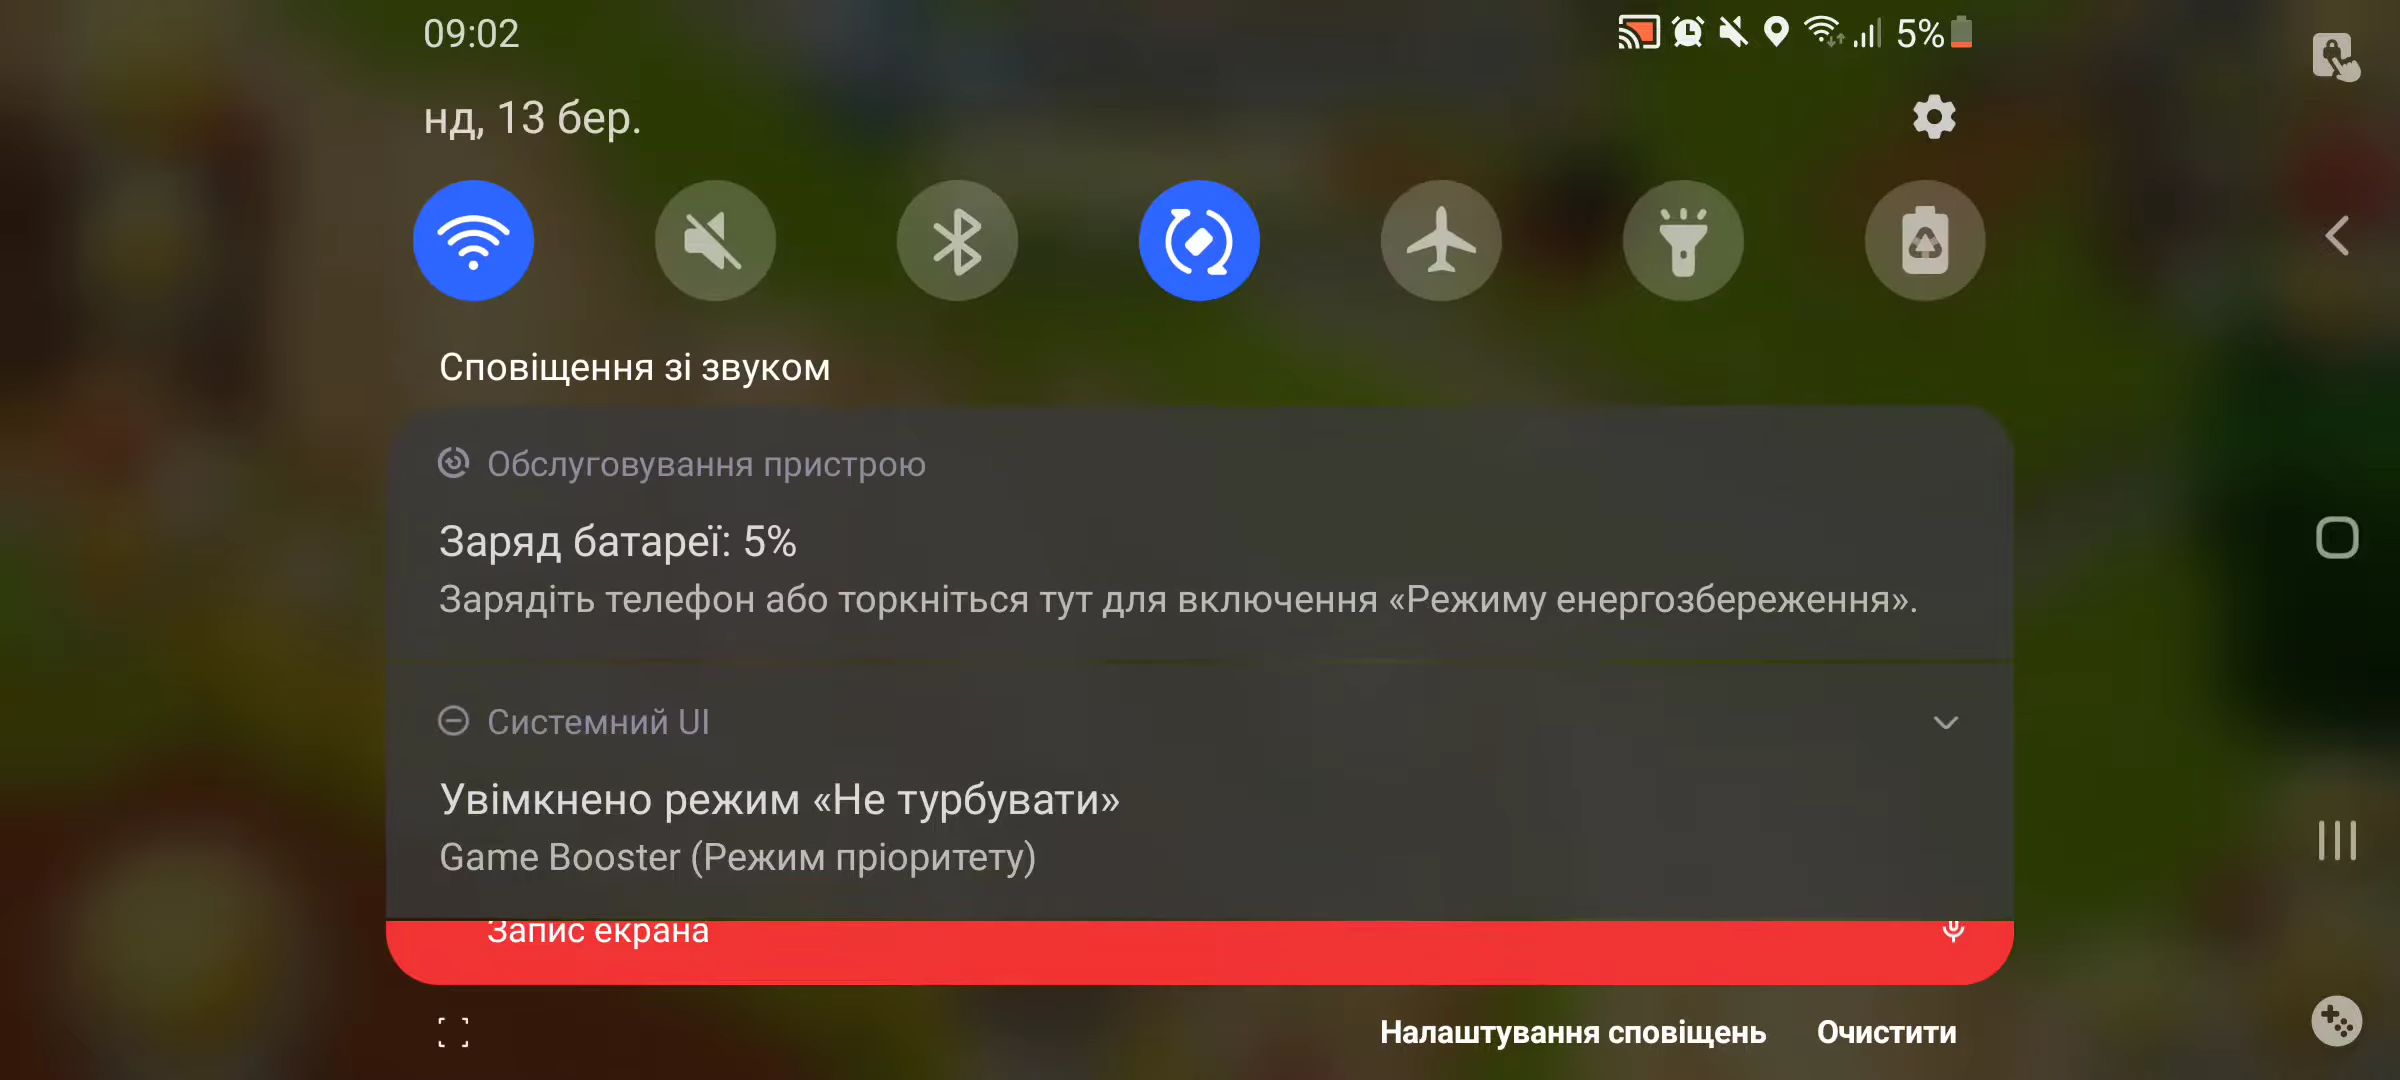 09:02
5%
нд, 13 бер.
Сповіщення зі звуком
Обслуговування пристрою
Заряд батареї: 5%
Зарядіть телефон або торкніться тут для включення «Режиму енергозбереження».
Системний UI
Увімкнено режим «Не турбувати»
Game Booster (Режим пріоритету)
Запис екрана
Налаштування сповіщень
Очистити